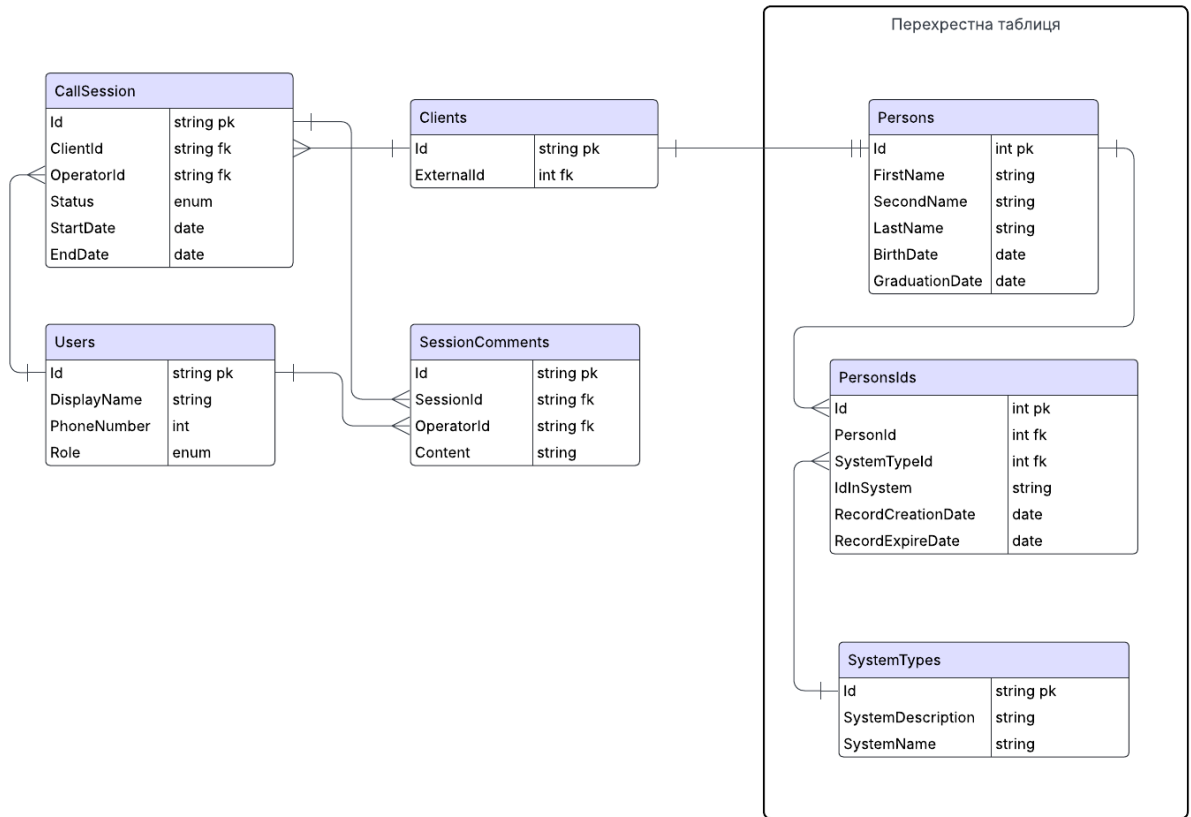 Перехрестна таблиця
CallSession
Id string pk
ClientId string fk
OperatorId string fk
Status enum
StartDate date
EndDate date
Clients
Id string pk
ExternalId int fk
Persons
Id int pk
FirstName string
SecondName string
LastName string
BirthDate date
GraduationDate date
Users
Id string pk
DisplayName string
PhoneNumber int
Role enum
SessionComments
Id string pk
SessionId string fk
OperatorId string fk
Content string
PersonsIds
Id int pk
PersonId int fk
SystemTypeId int fk
IdInSystem string
RecordCreationDate date
RecordExpireDate date
SystemTypes
Id string pk
SystemDescription string
SystemName string